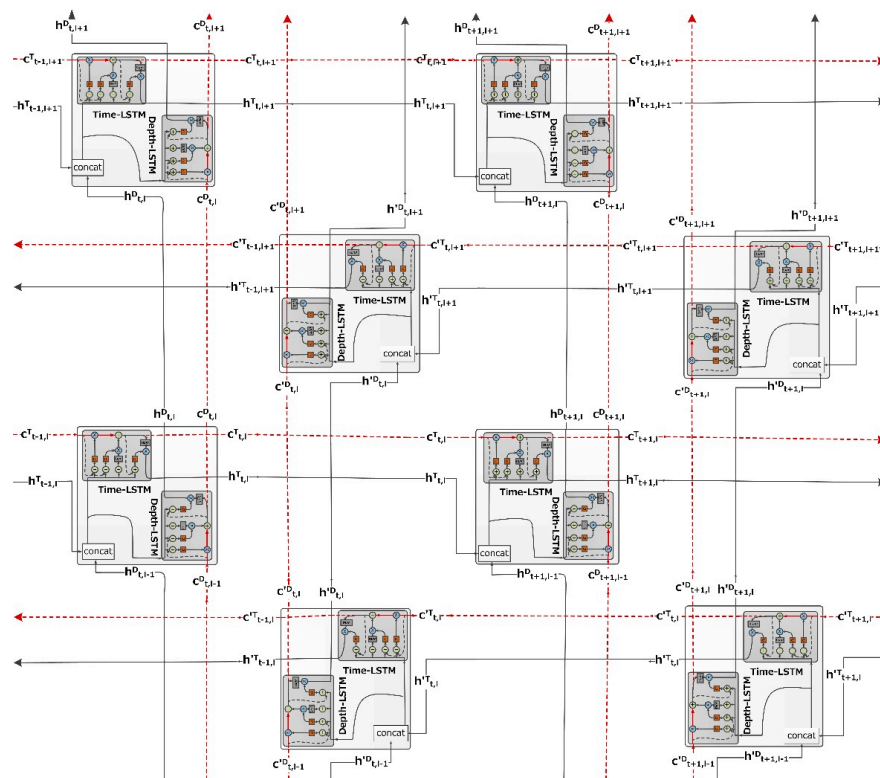 h^D_{t,l+1} c^D_{t,l+1} h^D_{t+1,l+1} c^D_{t+1,l+1}
c^T_{t-1,l+1} c^T_{t,l+1} c^T_{t,l+1} c^T_{t+1,l+1}
h^T_{t-1,l+1} h^T_{t,l+1} h^T_{t,l+1} h^T_{t+1,l+1}
Time-LSTM Time-LSTM
Depth-LSTM Depth-LSTM
concat concat
h^D_{t,l} c^D_{t,l} h^D_{t+1,l} c^D_{t+1,l}
c'^D_{t,l+1} h'^D_{t,l+1} c'^D_{t+1,l+1} h'^D_{t+1,l+1}
c'^T_{t-1,l+1} c'^T_{t,l+1} c'^T_{t,l+1} c'^T_{t+1,l+1}
h'^T_{t-1,l+1} h'^T_{t,l+1} h'^T_{t,l+1} h'^T_{t+1,l+1}
Time-LSTM Time-LSTM
Depth-LSTM Depth-LSTM
concat concat
c'^D_{t,l} h'^D_{t,l} c'^D_{t+1,l} h'^D_{t+1,l}
h^D_{t,l} c^D_{t,l} h^D_{t+1,l} c^D_{t+1,l}
c^T_{t-1,l} c^T_{t,l} c^T_{t,l} c^T_{t+1,l}
h^T_{t-1,l} h^T_{t,l} h^T_{t,l} h^T_{t+1,l}
Time-LSTM Time-LSTM
Depth-LSTM Depth-LSTM
concat concat
h^D_{t,l-1} c^D_{t,l-1} h^D_{t+1,l-1} c^D_{t+1,l-1}
c'^D_{t,l} h'^D_{t,l} c'^D_{t+1,l} h'^D_{t+1,l}
c'^T_{t-1,l} c'^T_{t,l} c'^T_{t,l} c'^T_{t+1,l}
h'^T_{t-1,l} h'^T_{t,l} h'^T_{t,l} h'^T_{t+1,l}
Time-LSTM Time-LSTM
Depth-LSTM Depth-LSTM
concat concat
c'^D_{t,l-1} h'^D_{t,l-1} c'^D_{t+1,l-1} h'^D_{t+1,l-1}